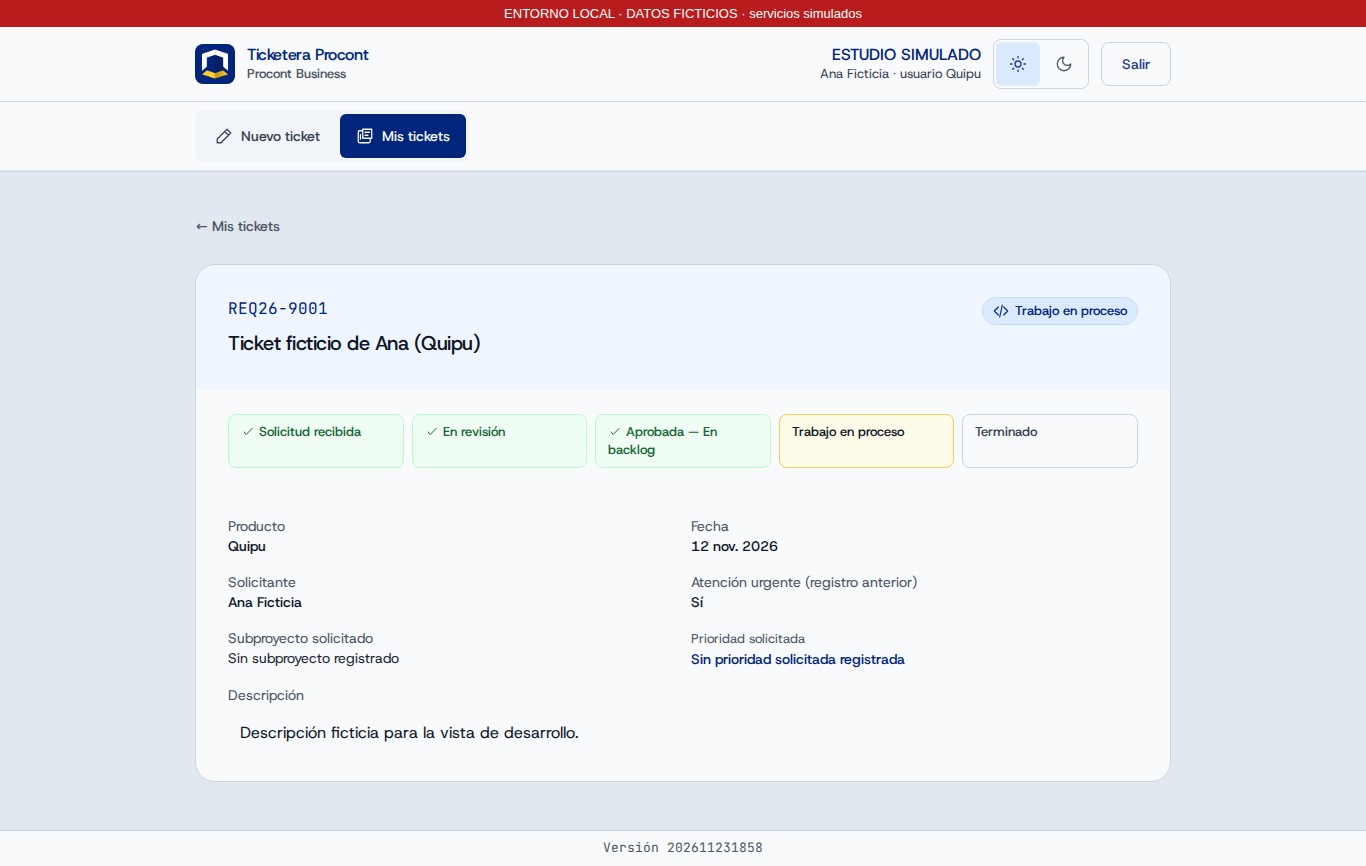 ENTORNO LOCAL · DATOS FICTICIOS · servicios simulados
Ticketera Procont
Procont Business
ESTUDIO SIMULADO
Ana Ficticia · usuario Quipu
Salir
Nuevo ticket
Mis tickets
← Mis tickets
REQ26-9001
Trabajo en proceso
Ticket ficticio de Ana (Quipu)
✓ Solicitud recibida
✓ En revisión
✓ Aprobada — En
backlog
Trabajo en proceso
Terminado
Producto
Quipu
Fecha
12 nov. 2026
Solicitante
Ana Ficticia
Atención urgente (registro anterior)
Sí
Subproyecto solicitado
Sin subproyecto registrado
Prioridad solicitada
Sin prioridad solicitada registrada
Descripción
Descripción ficticia para la vista de desarrollo.
Versión 202611231858